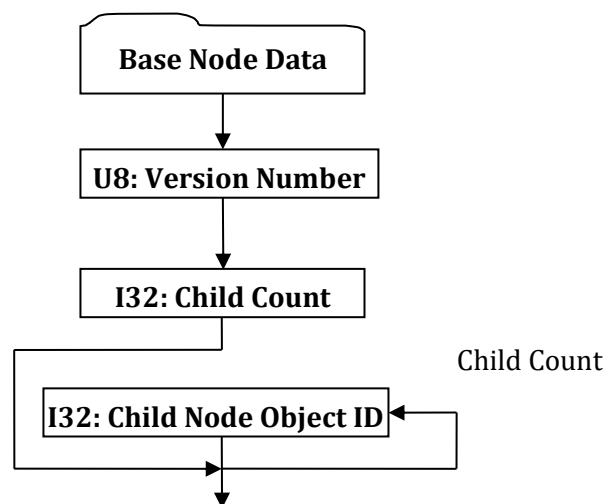 Base Node Data
U8: Version Number
I32: Child Count
Child Count
I32: Child Node Object ID